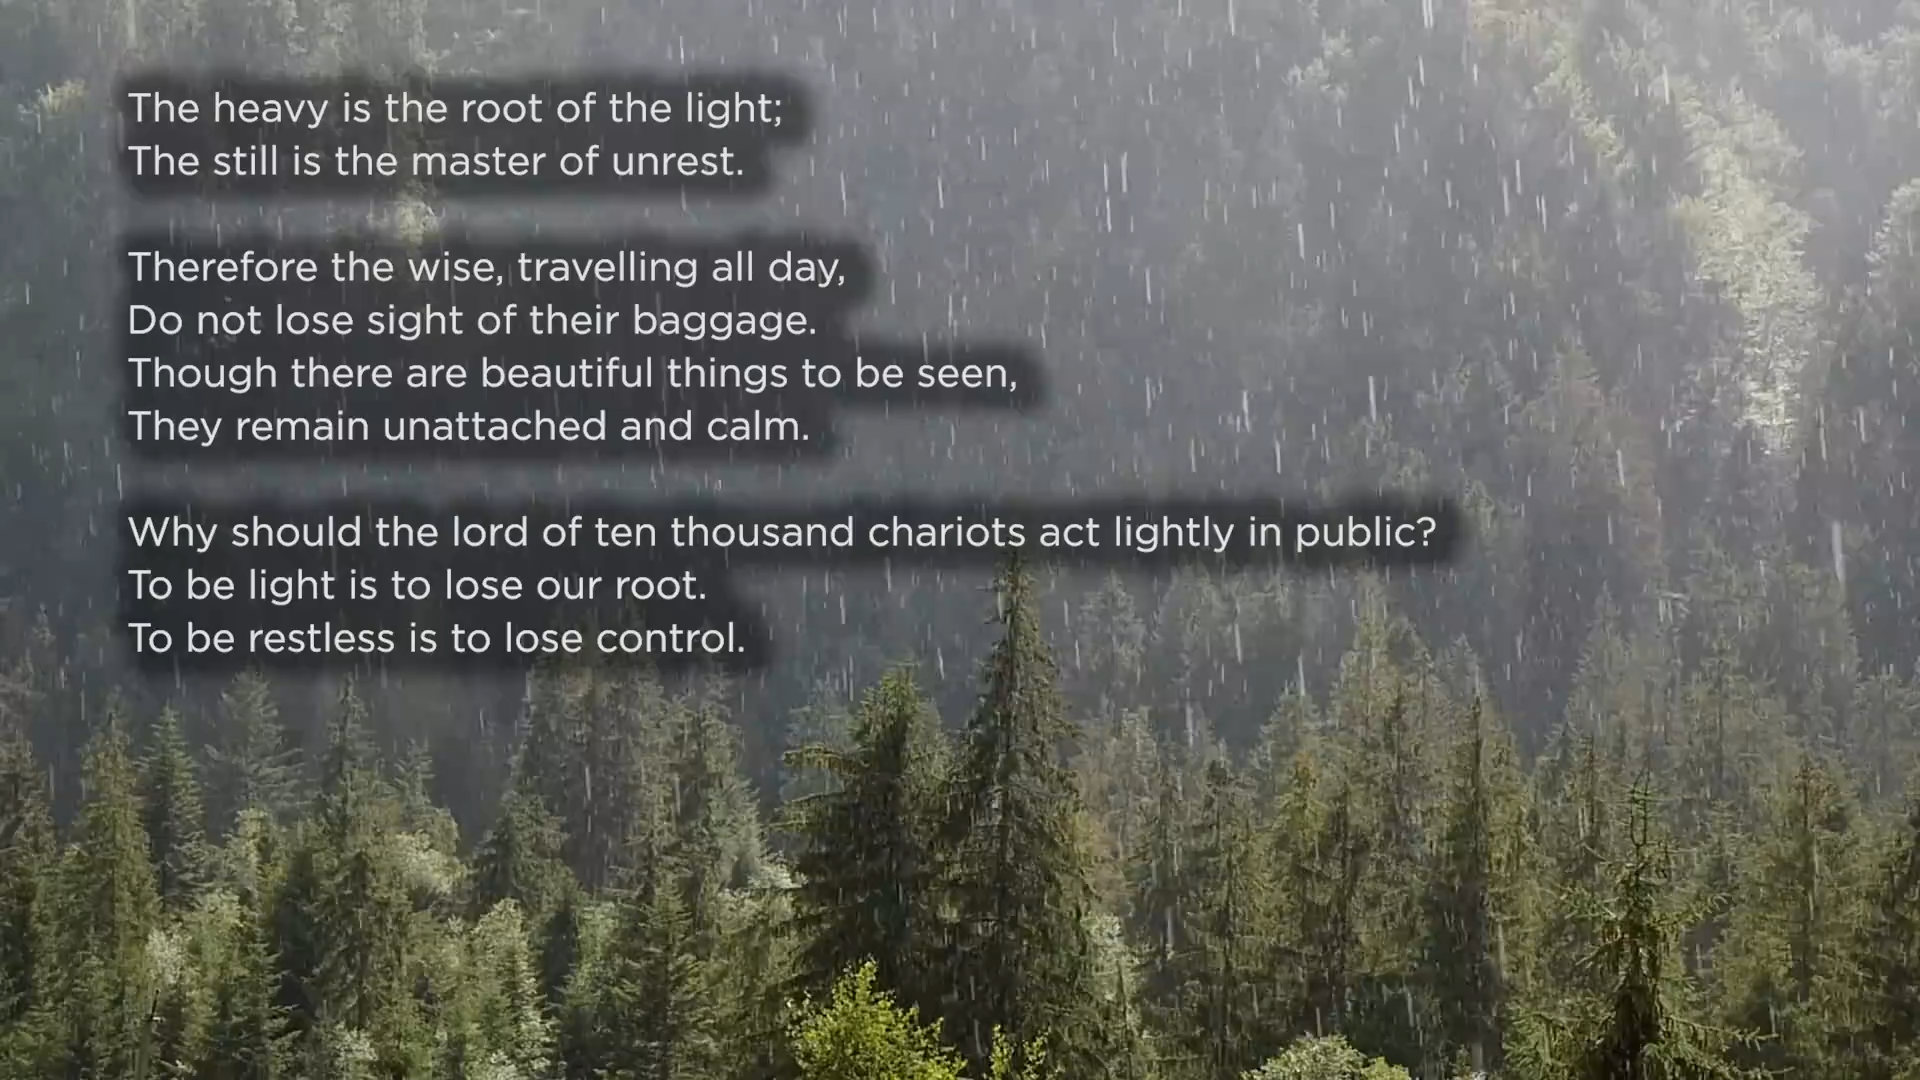 The heavy is the root of the light;
The still is the master of unrest.
Therefore the wise, travelling all day,
Do not lose sight of their baggage.
Though there are beautiful things to be seen,
They remain unattached and calm.
Why should the lord of ten thousand chariots act lightly in public?
To be light is to lose our root.
To be restless is to lose control.